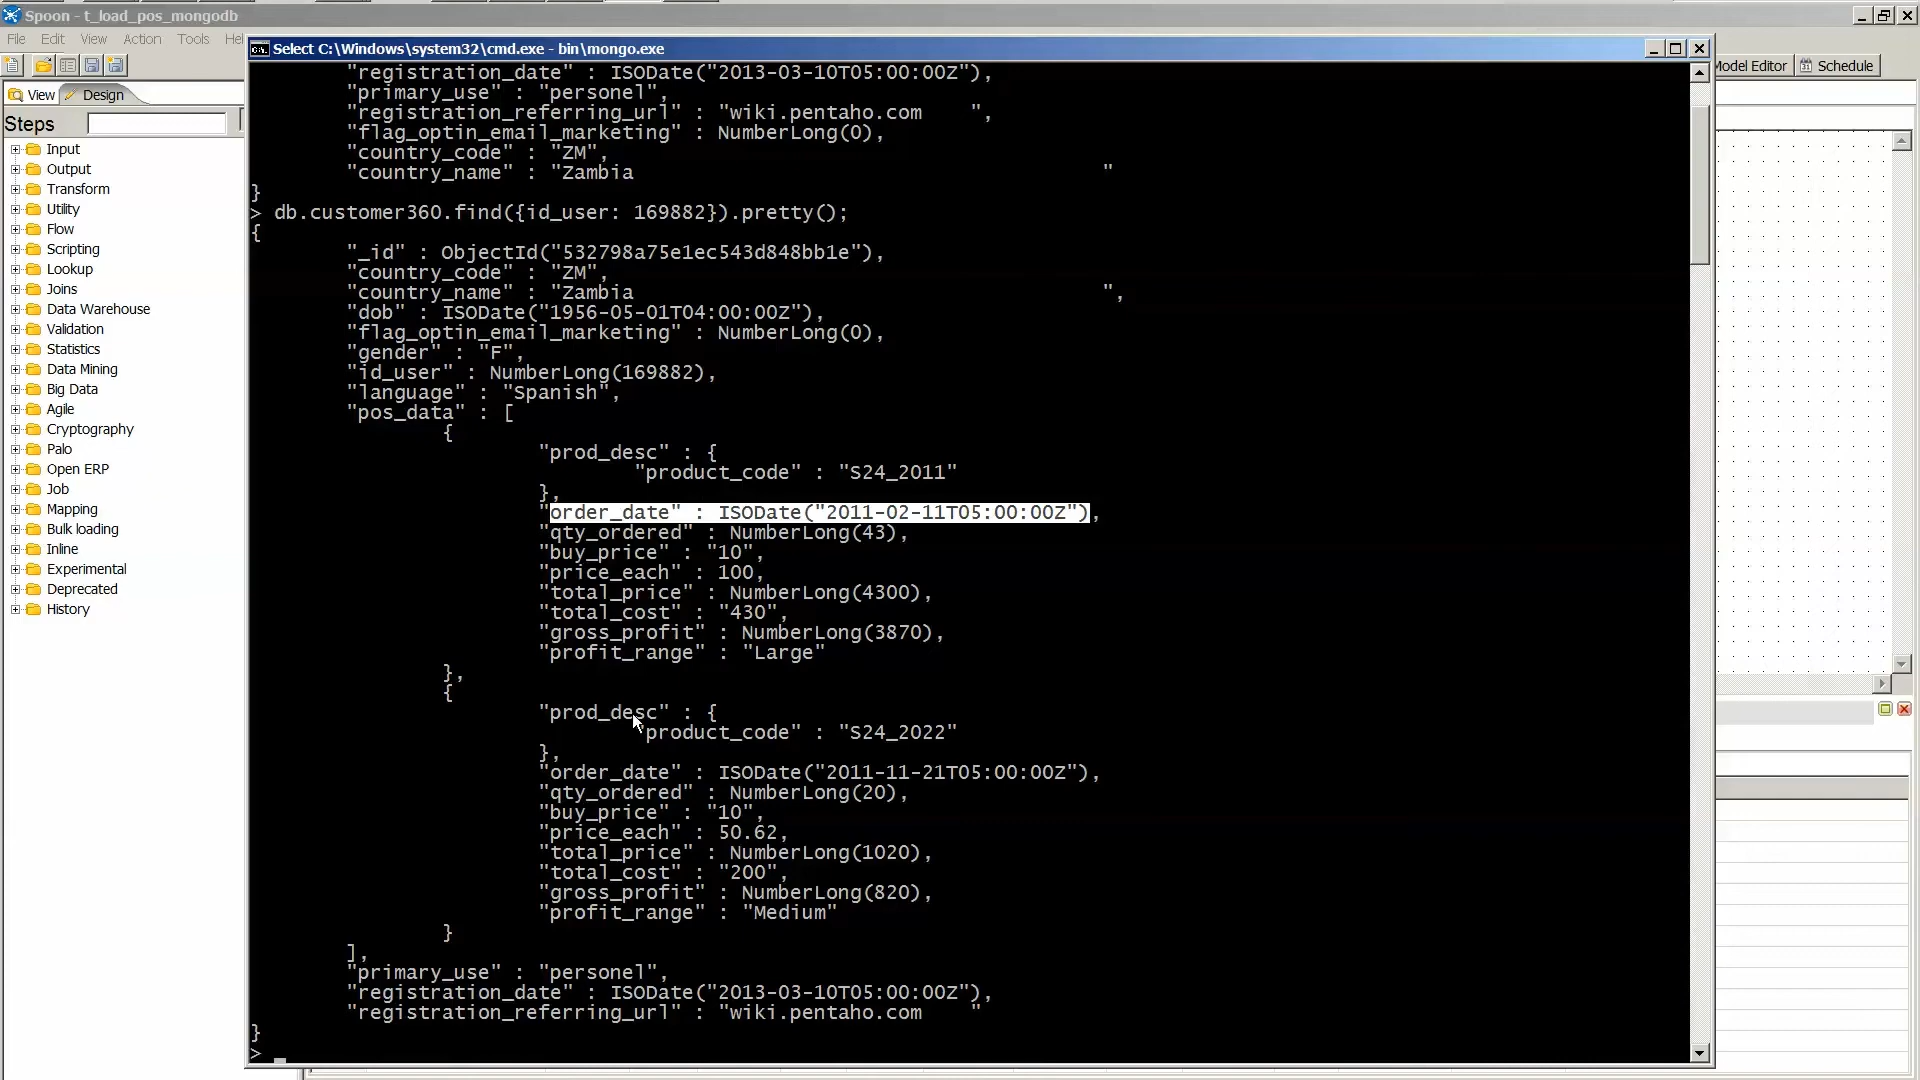 Spoon - t_load_pos_mongodb
File Edit View Action Tools Hel
Select C:\Windows\system32\cmd.exe - bin\mongo.exe
Model Editor Schedule
View Design
Steps
Input
Output
Transform
Utility
Flow
Scripting
Lookup
Joins
Data Warehouse
Validation
Statistics
Data Mining
Big Data
Agile
Cryptography
Palo
Open ERP
Job
Mapping
Bulk loading
Inline
Experimental
Deprecated
History
"registration_date" : ISODate("2013-03-10T05:00:00Z"),
"primary_use" : "personel",
"registration_referring_url" : "wiki.pentaho.com    ",
"flag_optin_email_marketing" : NumberLong(0),
"country_code" : "ZM",
"country_name" : "Zambia                                       "
}
> db.customer360.find({id_user: 169882}).pretty();
{
"_id" : ObjectId("532798a75e1ec543d848bb1e"),
"country_code" : "ZM",
"country_name" : "Zambia                                       ",
"dob" : ISODate("1956-05-01T04:00:00Z"),
"flag_optin_email_marketing" : NumberLong(0),
"gender" : "F",
"id_user" : NumberLong(169882),
"language" : "Spanish",
"pos_data" : [
{
"prod_desc" : {
"product_code" : "S24_2011"
},
"order_date" : ISODate("2011-02-11T05:00:00Z"),
"qty_ordered" : NumberLong(43),
"buy_price" : "10",
"price_each" : 100,
"total_price" : NumberLong(4300),
"total_cost" : "430",
"gross_profit" : NumberLong(3870),
"profit_range" : "Large"
},
{
"prod_desc" : {
"product_code" : "S24_2022"
},
"order_date" : ISODate("2011-11-21T05:00:00Z"),
"qty_ordered" : NumberLong(20),
"buy_price" : "10",
"price_each" : 50.62,
"total_price" : NumberLong(1020),
"total_cost" : "200",
"gross_profit" : NumberLong(820),
"profit_range" : "Medium"
}
],
"primary_use" : "personel",
"registration_date" : ISODate("2013-03-10T05:00:00Z"),
"registration_referring_url" : "wiki.pentaho.com    "
}
>